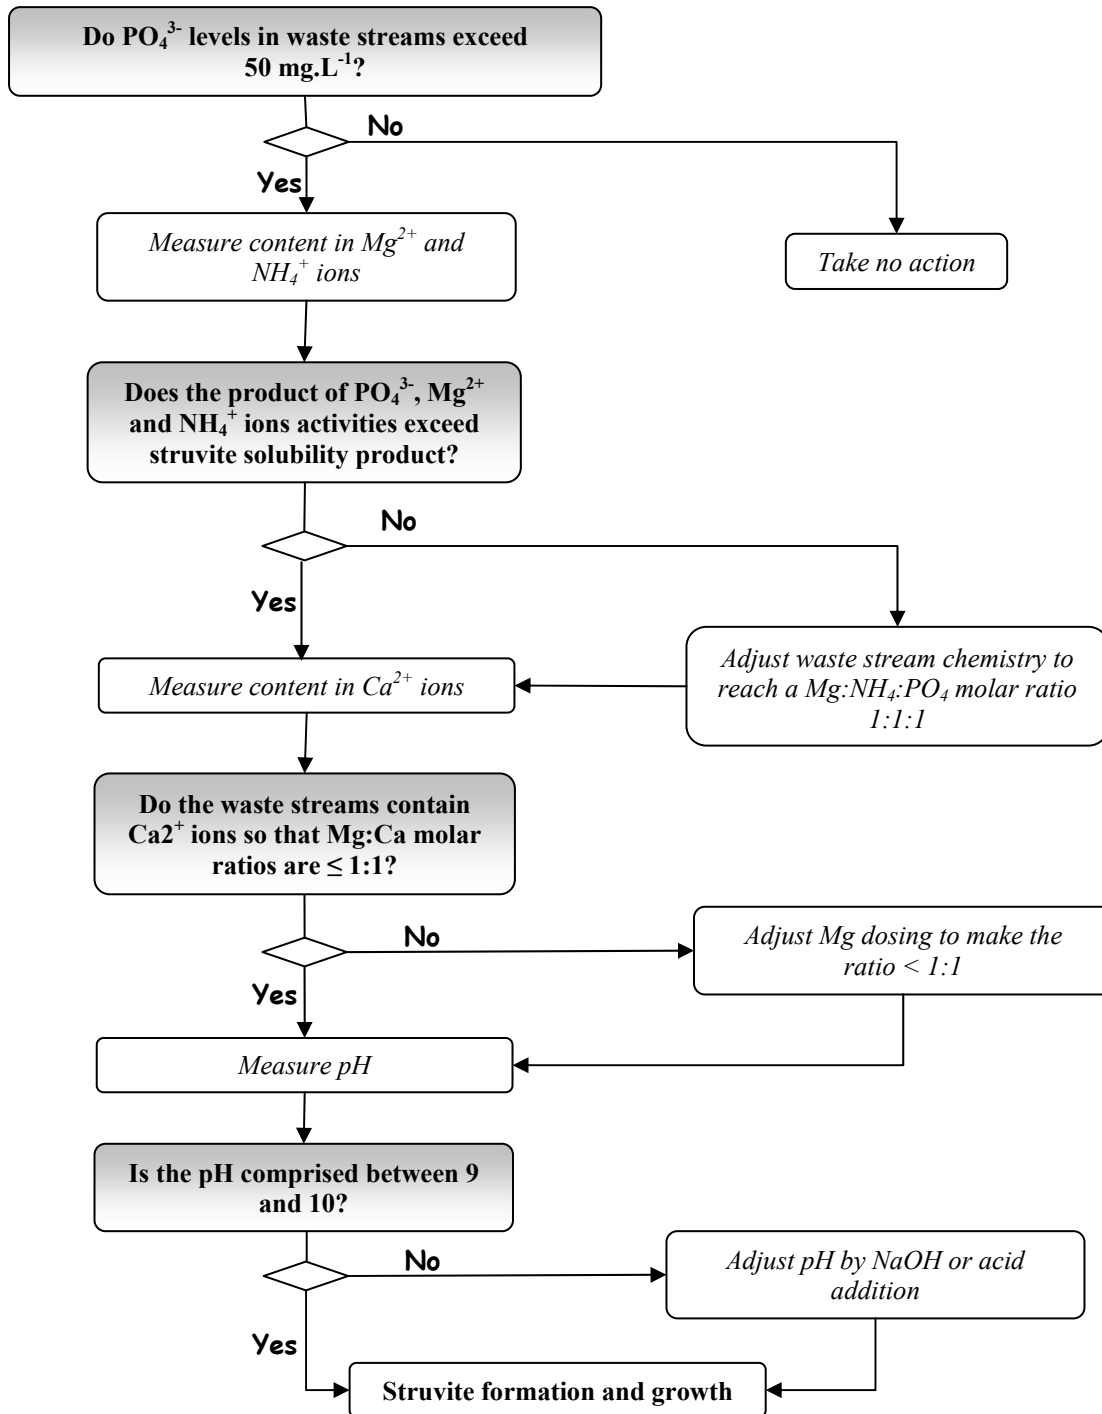 Do PO₄³⁻ levels in waste streams exceed
50 mg.L⁻¹?
No
Yes
Measure content in Mg²⁺ and
NH₄⁺ ions
Take no action
Does the product of PO₄³⁻, Mg²⁺
and NH₄⁺ ions activities exceed
struvite solubility product?
No
Yes
Adjust waste stream chemistry to
reach a Mg:NH₄:PO₄ molar ratio
1:1:1
Measure content in Ca²⁺ ions
Do the waste streams contain
Ca2⁺ ions so that Mg:Ca molar
ratios are ≤ 1:1?
No
Yes
Adjust Mg dosing to make the
ratio < 1:1
Measure pH
Is the pH comprised between 9
and 10?
No
Yes
Adjust pH by NaOH or acid
addition
Struvite formation and growth